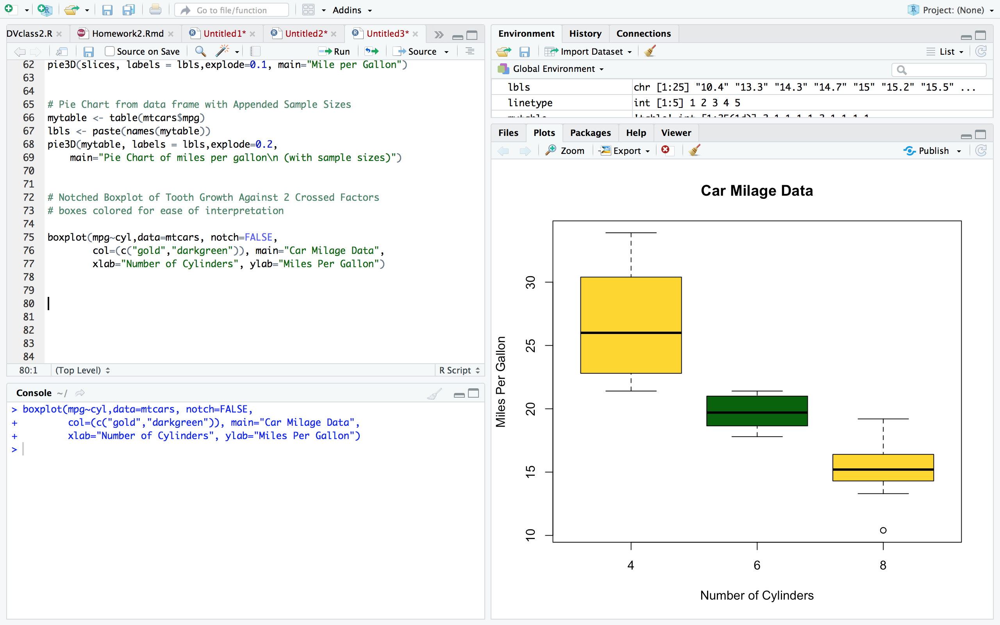 Go to file/function
Addins
Project: (None)
DVclass2.R
Homework2.Rmd
Untitled1*
Untitled2*
Untitled3*
Source on Save
Run
Source
62 pie3D(slices, labels = lbls,explode=0.1, main="Mile per Gallon")
63
64
65 # Pie Chart from data frame with Appended Sample Sizes
66 mytable <- table(mtcars$mpg)
67 lbls <- paste(names(mytable))
68 pie3D(mytable, labels = lbls,explode=0.2,
69 main="Pie Chart of miles per gallon\n (with sample sizes)")
70
71
72 # Notched Boxplot of Tooth Growth Against 2 Crossed Factors
73 # boxes colored for ease of interpretation
74
75 boxplot(mpg~cyl,data=mtcars, notch=FALSE,
76 col=(c("gold","darkgreen")), main="Car Milage Data",
77 xlab="Number of Cylinders", ylab="Miles Per Gallon")
78
79
80
81
82
83
84
80:1 (Top Level) R Script
Console ~/
> boxplot(mpg~cyl,data=mtcars, notch=FALSE,
+ col=(c("gold","darkgreen")), main="Car Milage Data",
+ xlab="Number of Cylinders", ylab="Miles Per Gallon")
>
Environment History Connections
Import Dataset
List
Global Environment
lbls chr [1:25] "10.4" "13.3" "14.3" "14.7" "15" "15.2" "15.5" ...
linetype int [1:5] 1 2 3 4 5
Files Plots Packages Help Viewer
Zoom
Export
Publish
Car Milage Data
Miles Per Gallon
30
25
20
15
10
4 6 8
Number of Cylinders